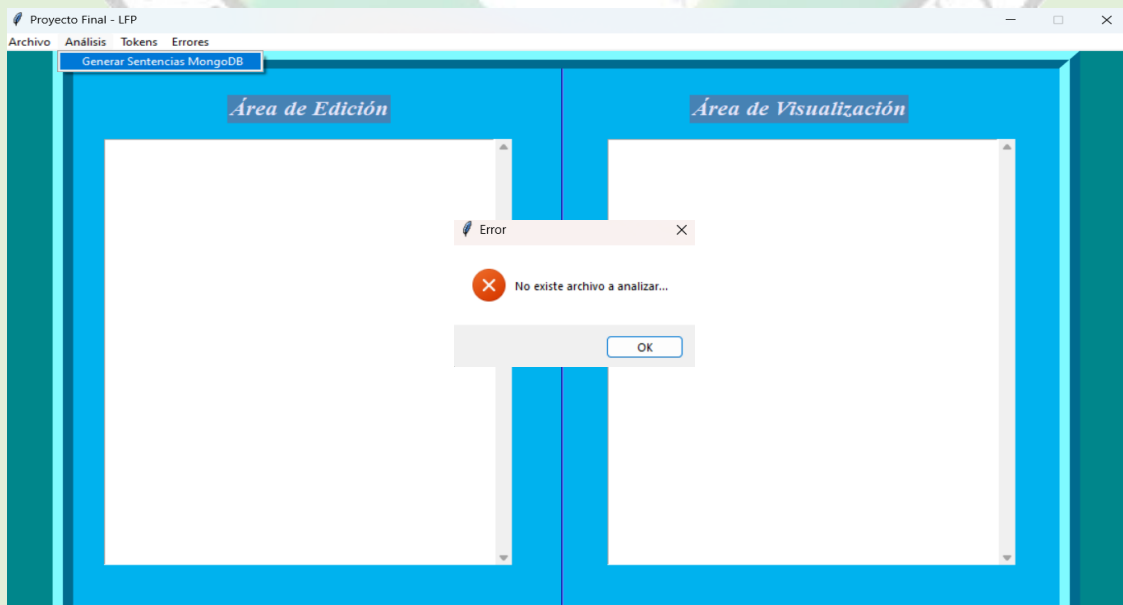 Proyecto Final - LFP
Archivo Análisis Tokens Errores
Generar Sentencias MongoDB
Área de Edición
Área de Visualización
Error
No existe archivo a analizar...
OK